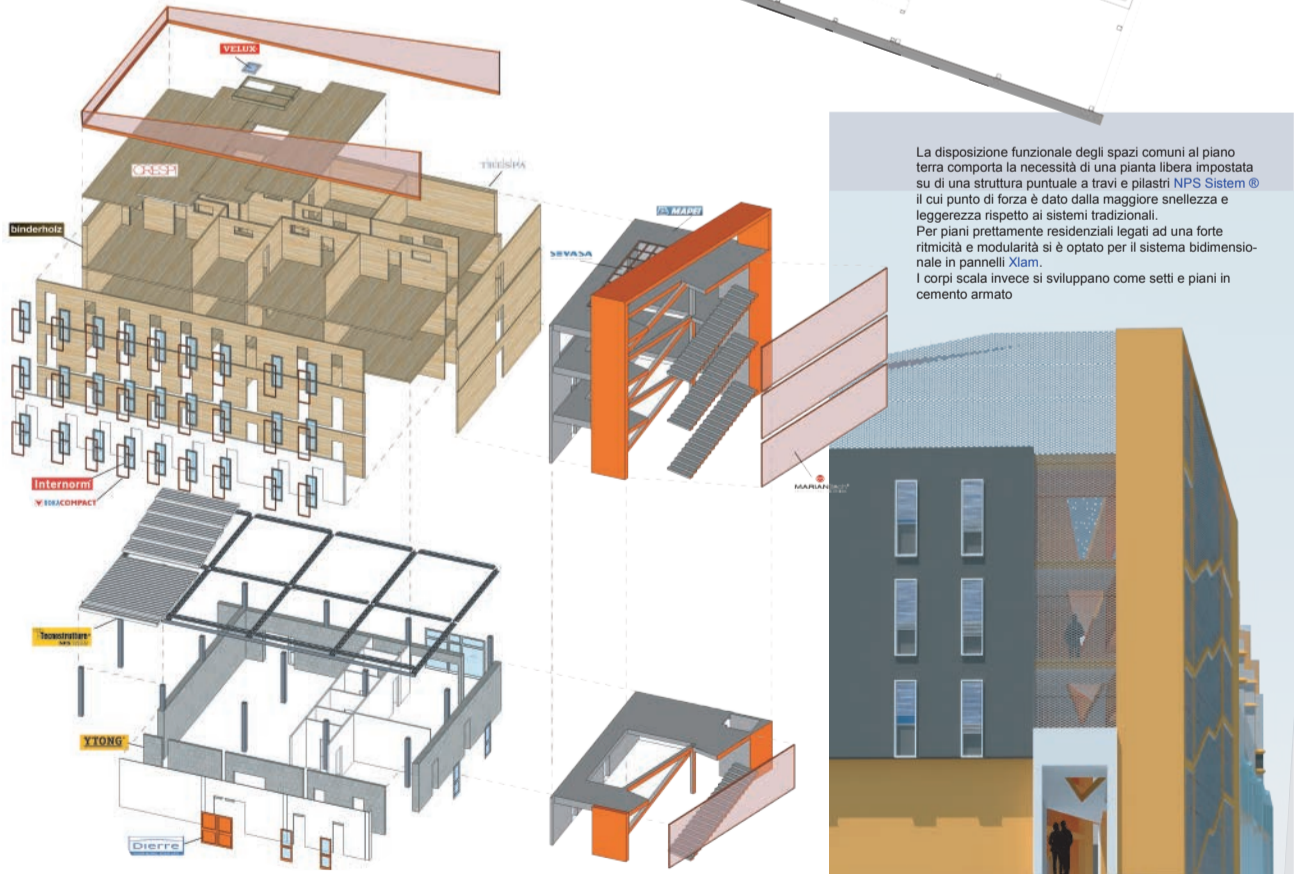 VELUX
CRESPI
TRESPA
binderholz
MAPEI
SEVASA
La disposizione funzionale degli spazi comuni al piano
terra comporta la necessità di una pianta libera impostata
su di una struttura puntuale a travi e pilastri NPS Sistem ®
il cui punto di forza è dato dalla maggiore snellezza e
leggerezza rispetto ai sistemi tradizionali.
Per piani prettamente residenziali legati ad una forte
ritmicità e modularità si è optato per il sistema bidimensio-
nale in pannelli Xlam.
I corpi scala invece si sviluppano come setti e piani in
cemento armato
Internorm
COMPACT
Tecnostrutture
YTONG
Dierre